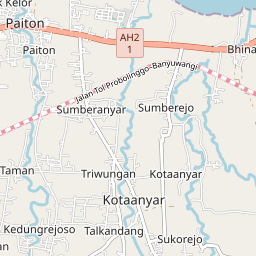 k Kelor
Paiton
Paiton
AH2
1
Bhina
Jalan Tol Probolinggo-Banyuwangi
Sumberanyar
Sumberejo
Taman
Triwungan
Kotaanyar
Kotaanyar
Kedungrejoso
Talkandang
Sukorejo